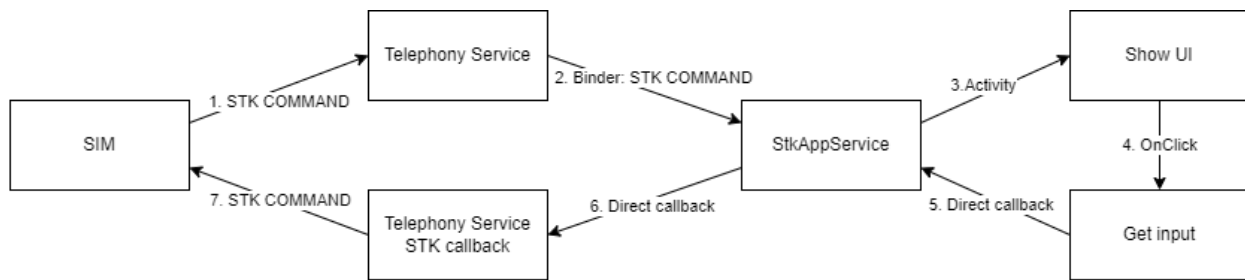 Telephony Service
Show UI
2. Binder: STK COMMAND
3.Activity
1. STK COMMAND
SIM
StkAppService
4. OnClick
7. STK COMMAND
6. Direct callback
5. Direct callback
Telephony Service
STK callback
Get input